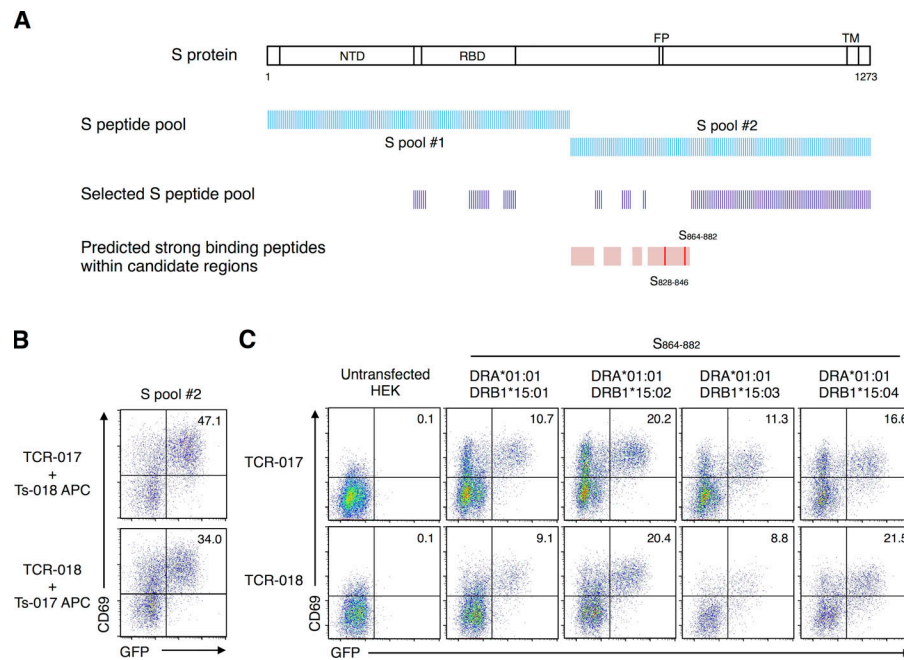 A
FP
TM
S protein
NTD
RBD
1
1273
S peptide pool
S pool #1
S pool #2
Selected S peptide pool
Predicted strong binding peptides
within candidate regions
S864-882
S828-846
B
S pool #2
TCR-017
+
Ts-018 APC
47.1
TCR-018
+
Ts-017 APC
34.0
CD69
GFP
C
S864-882
Untransfected
HEK
DRA*01:01
DRB1*15:01
DRA*01:01
DRB1*15:02
DRA*01:01
DRB1*15:03
DRA*01:01
DRB1*15:04
TCR-017
0.1
10.7
20.2
11.3
16.6
TCR-018
0.1
9.1
20.4
8.8
21.5
CD69
GFP